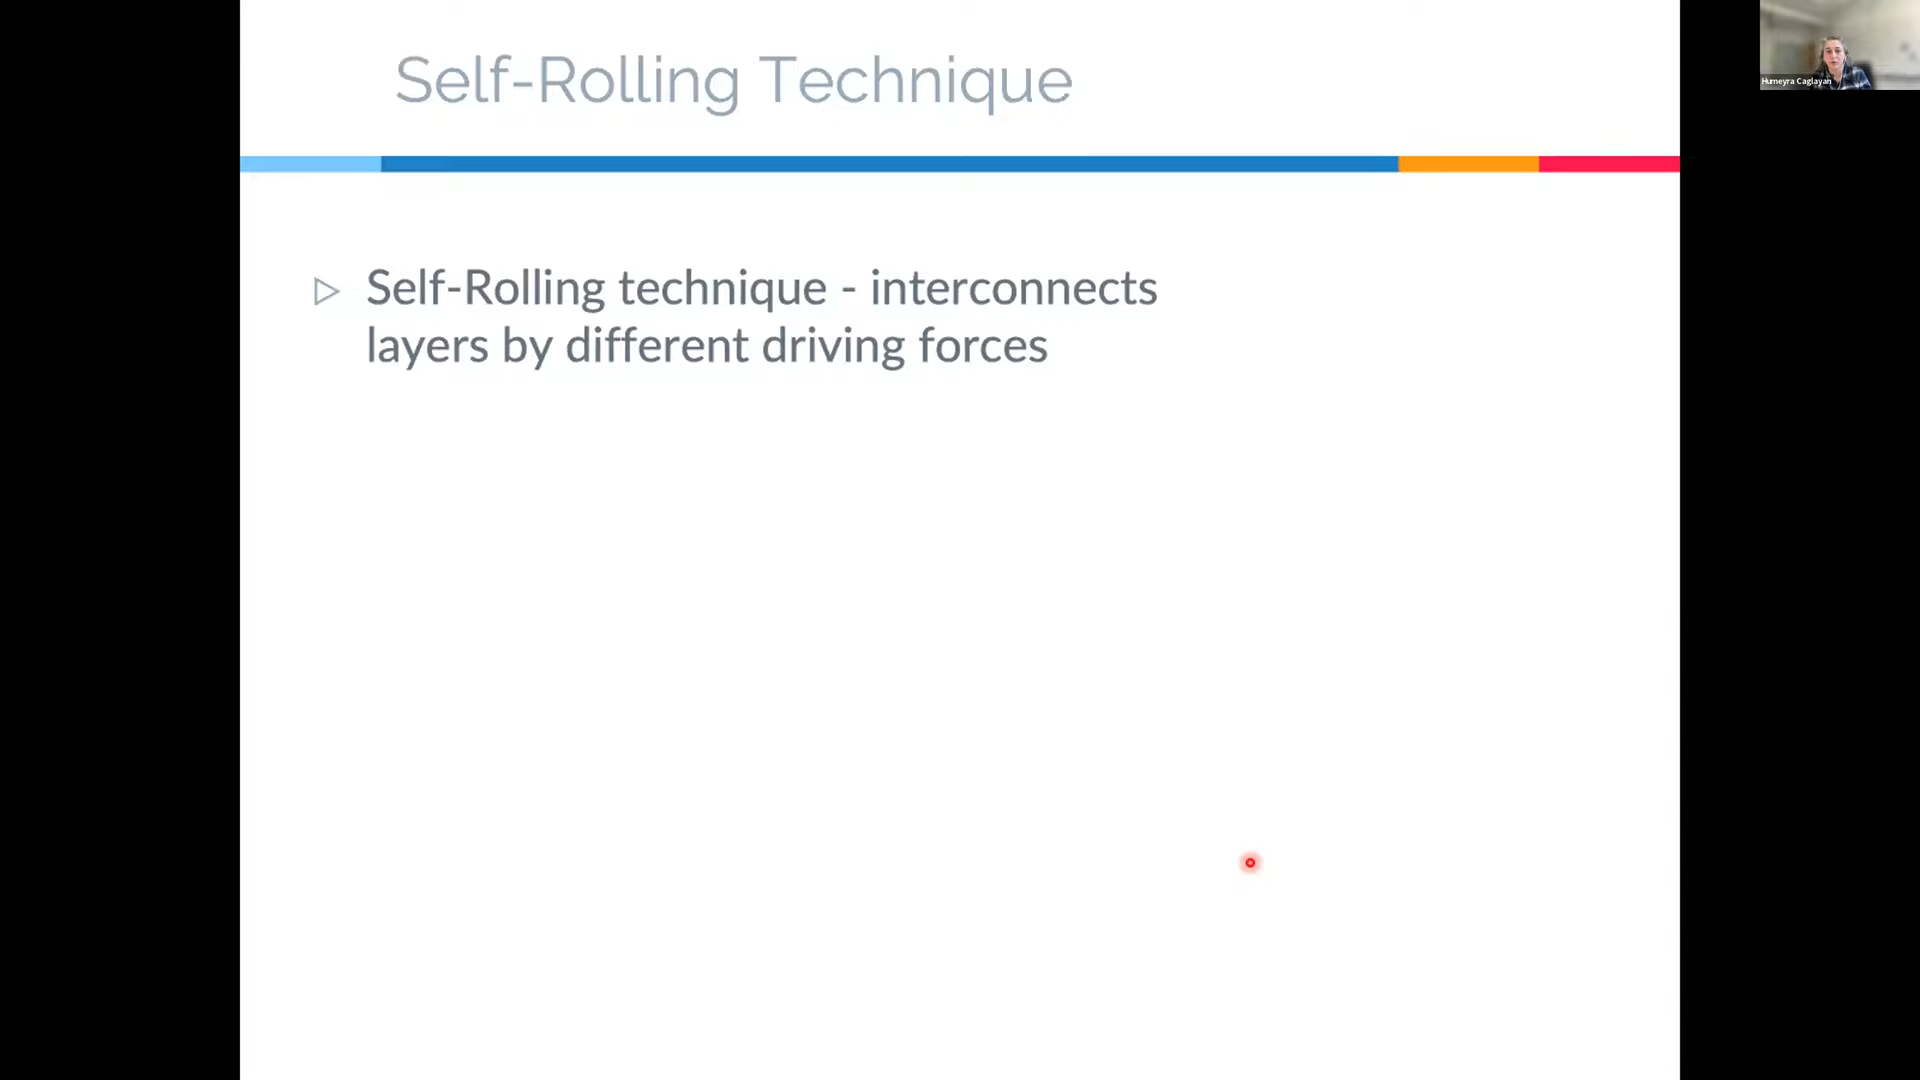 Self-Rolling Technique
Humeyra Caglayan
Self-Rolling technique - interconnects
layers by different driving forces